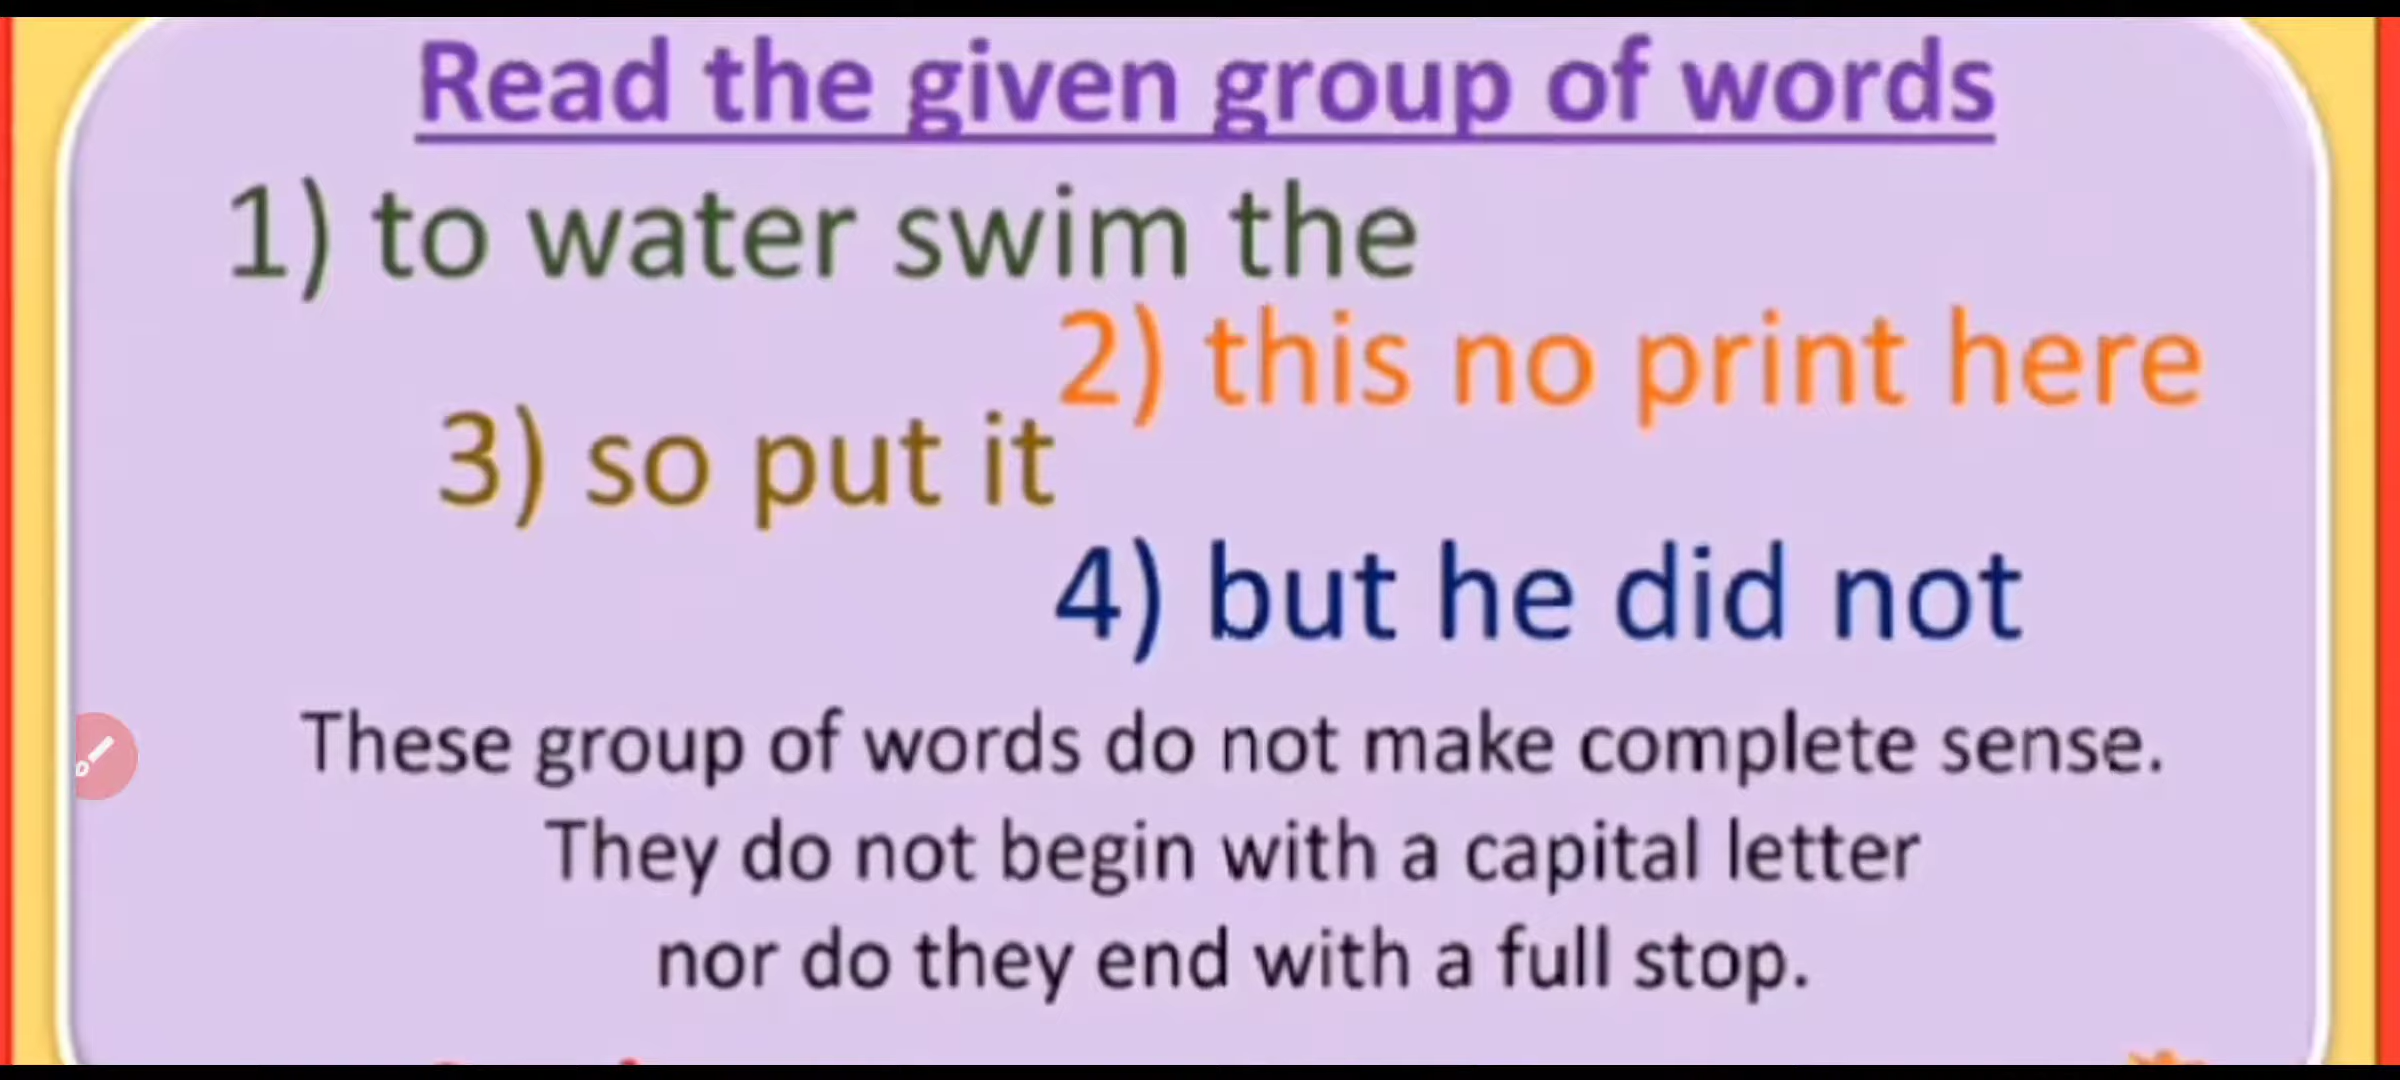 Read the given group of words
1) to water swim the
2) this no print here
3) so put it
4) but he did not
These group of words do not make complete sense.
They do not begin with a capital letter
nor do they end with a full stop.